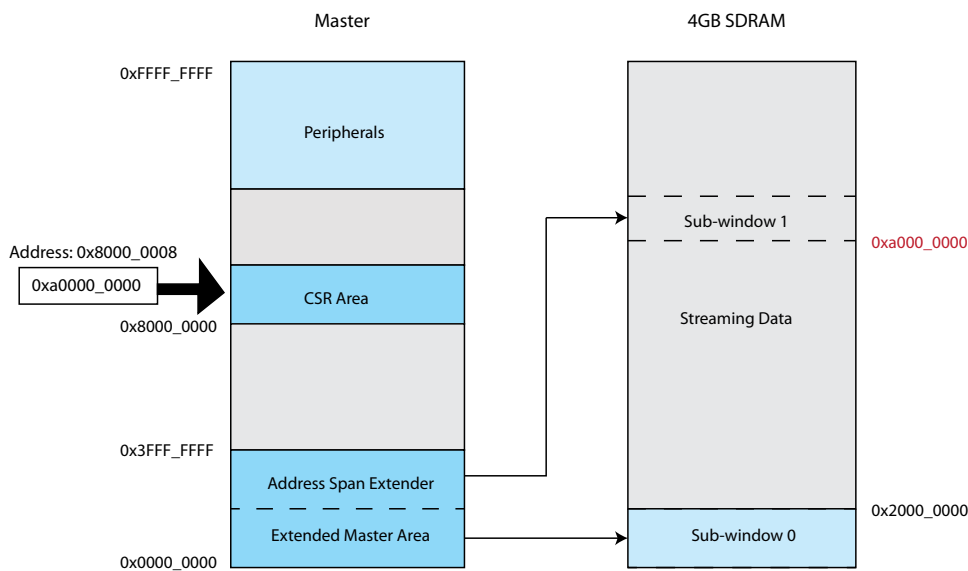 Master
4GB SDRAM
0xFFFF_FFFF
Peripherals
Sub-window 1
0xa000_0000
Address: 0x8000_0008
0xa0000_0000
CSR Area
0x8000_0000
Streaming Data
0x3FFF_FFFF
Address Span Extender
0x2000_0000
Extended Master Area
Sub-window 0
0x0000_0000